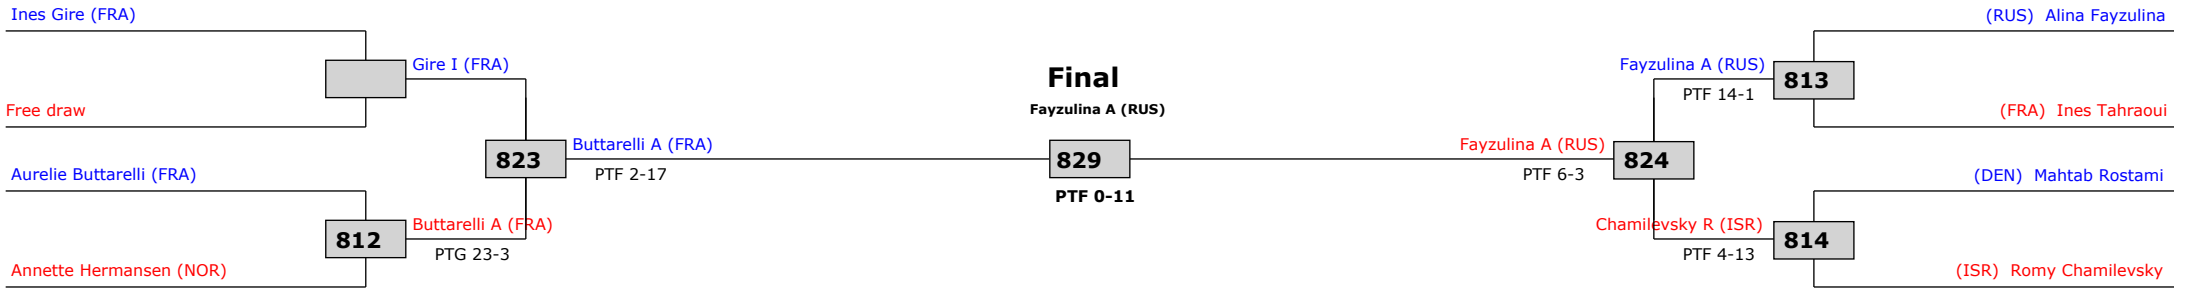 Ines Gire (FRA)
Gire I (FRA)
Free draw
823
Buttarelli A (FRA)
PTF 2-17
Aurelie Buttarelli (FRA)
812
Buttarelli A (FRA)
PTG 23-3
Annette Hermansen (NOR)
Final
Fayzulina A (RUS)
829
PTF 0-11
(RUS) Alina Fayzulina
Fayzulina A (RUS)
813
PTF 14-1
(FRA) Ines Tahraoui
Fayzulina A (RUS)
824
PTF 6-3
(DEN) Mahtab Rostami
Chamilevsky R (ISR)
814
PTF 4-13
(ISR) Romy Chamilevsky